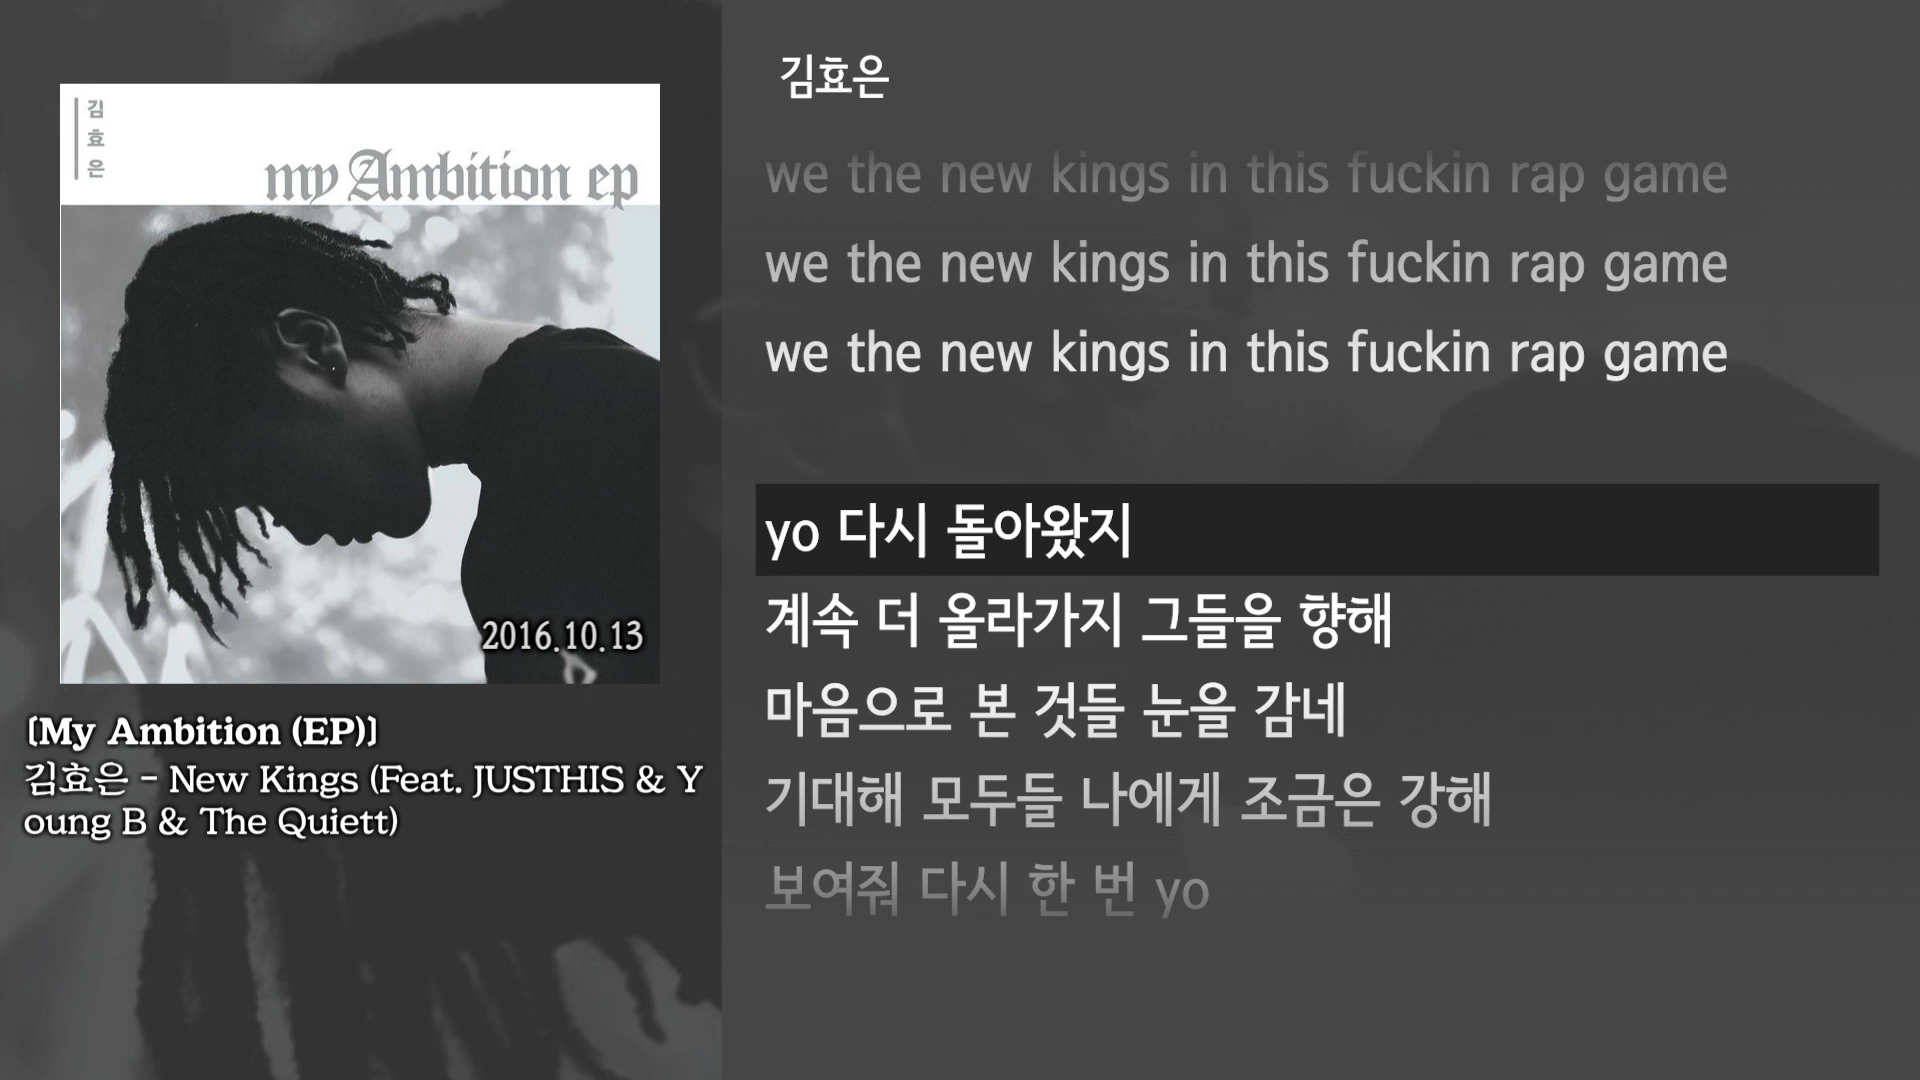 김효은
my Ambition ep
2016.10.13
[My Ambition (EP)]
김효은 - New Kings (Feat. JUSTHIS & Y
oung B & The Quiett)
김효은
we the new kings in this fuckin rap game
we the new kings in this fuckin rap game
we the new kings in this fuckin rap game
yo 다시 돌아왔지
계속 더 올라가지 그들을 향해
마음으로 본 것들 눈을 감네
기대해 모두들 나에게 조금은 강해
보여줘 다시 한 번 yo